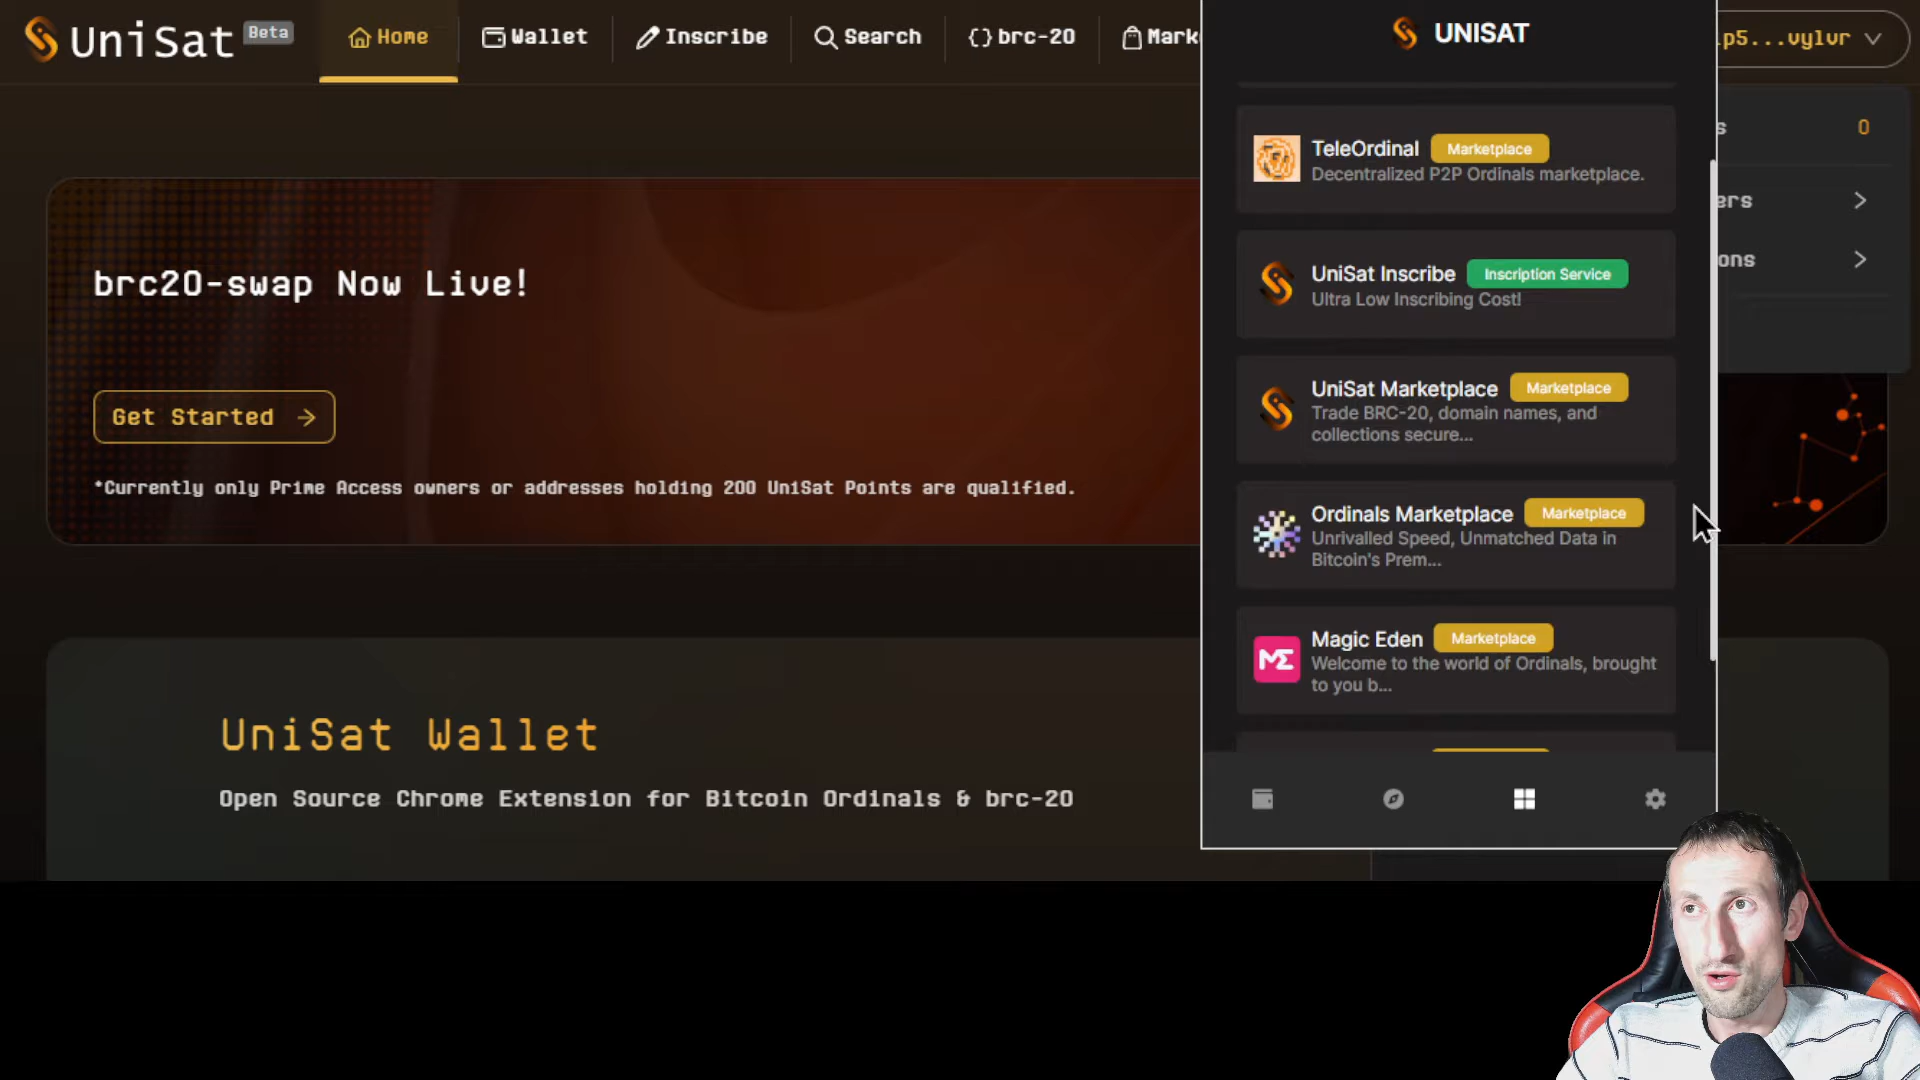 UniSat Beta
Home
Wallet
Inscribe
Search
brc-20
Mark
UNISAT
lp5...vylvr
s 0
ers
ons
brc20-swap Now Live!
Get Started
*Currently only Prime Access owners or addresses holding 200 UniSat Points are qualified.
UniSat Wallet
Open Source Chrome Extension for Bitcoin Ordinals & brc-20
TeleOrdinal Marketplace
Decentralized P2P Ordinals marketplace.
UniSat Inscribe Inscription Service
Ultra Low Inscribing Cost!
UniSat Marketplace Marketplace
Trade BRC-20, domain names, and
collections secure...
Ordinals Marketplace Marketplace
Unrivalled Speed, Unmatched Data in
Bitcoin's Prem...
ME
Magic Eden Marketplace
Welcome to the world of Ordinals, brought
to you b...